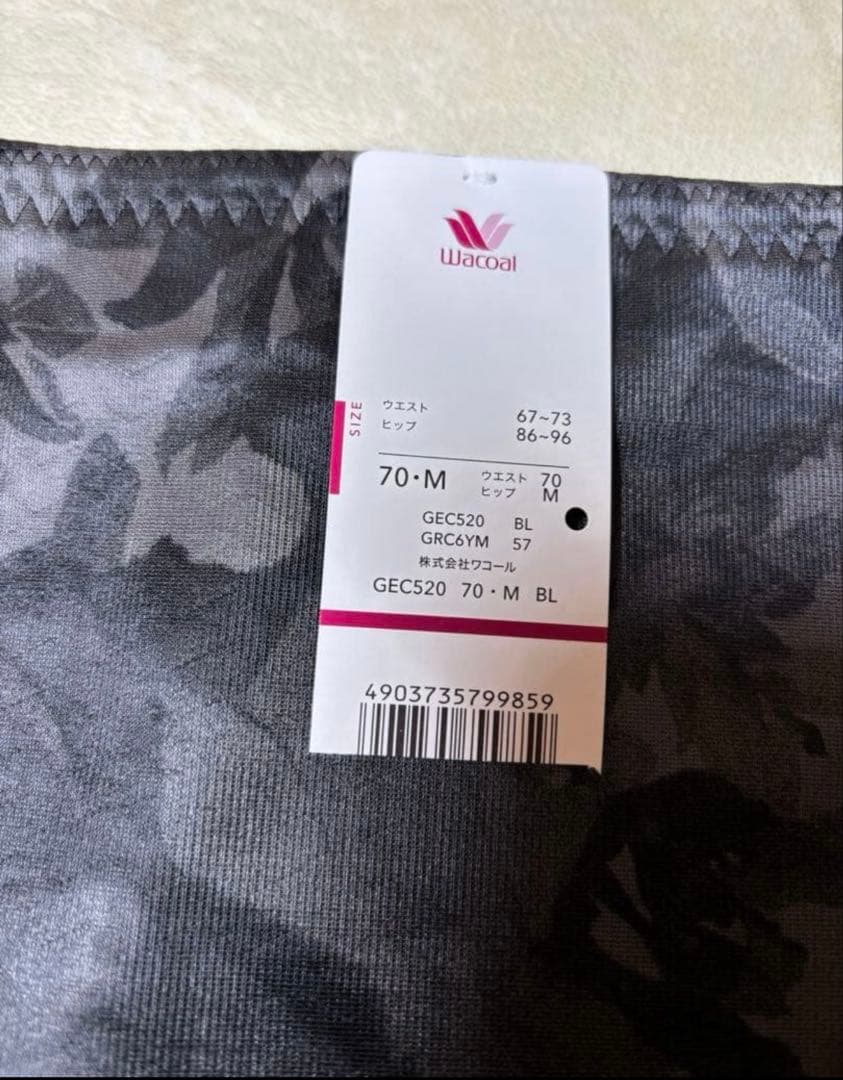 Wacoal
SIZE
ウエスト 67~73
ヒップ 86~96
70・M ウエスト 70
ヒップ M
GEC520 BL
GRC6YM 57
株式会社ワコール
GEC520 70・M BL
4903735799859